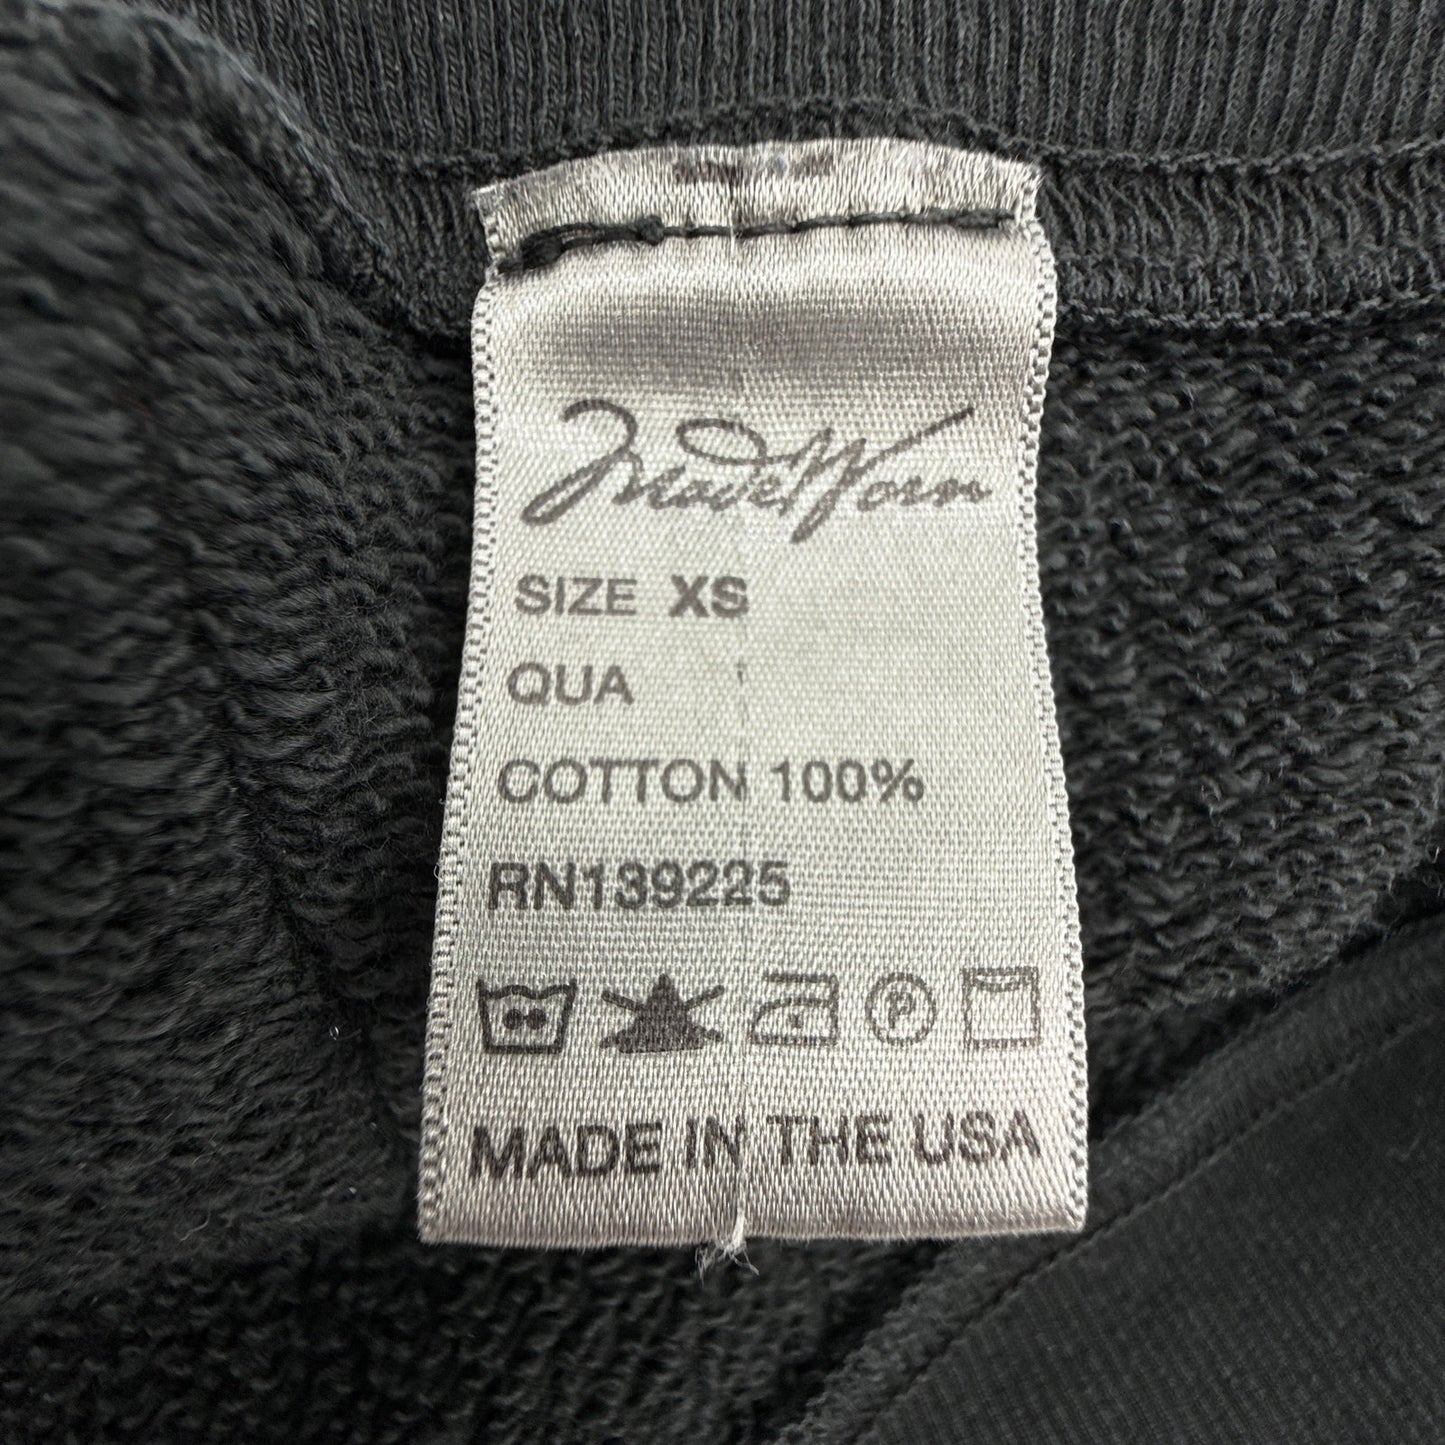 MadeWorn
SIZE XS
QUA
COTTON 100%
RN139225
P
MADE IN THE USA